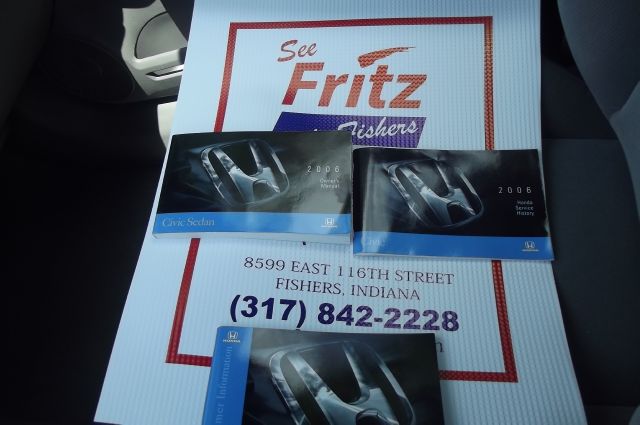 See
Fritz
Fishers
2006
Owner's
Manual
Civic Sedan
HONDA
2006
Honda
Service
History
Civic
HONDA
8599 EAST 116TH STREET
FISHERS, INDIANA
(317) 842-2228
HONDA
Information